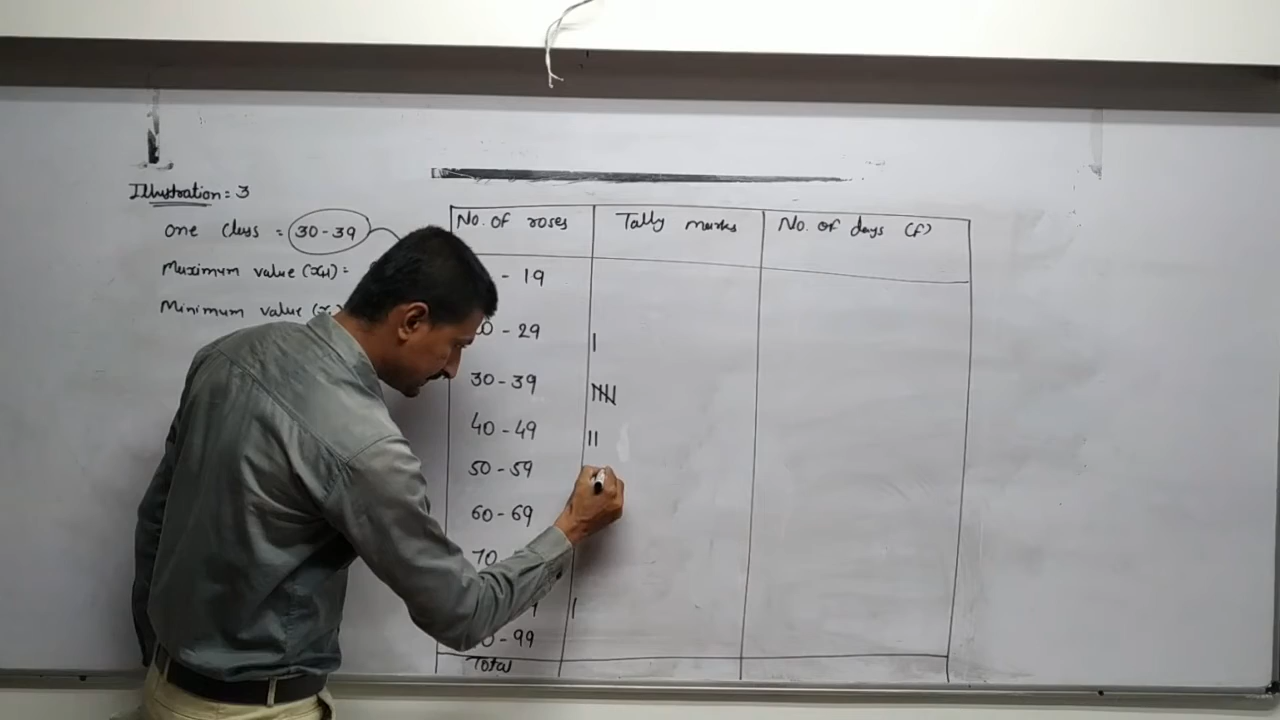 Illustration: 3
One class = 30-39
Maximum value (xH) =
Minimum value
No. of roses Tally marks No. of days (f)
- 19
- 29 |
30 - 39 ||||
40 - 49 ||
50 - 59
60 - 69
70
|
- 99
Total